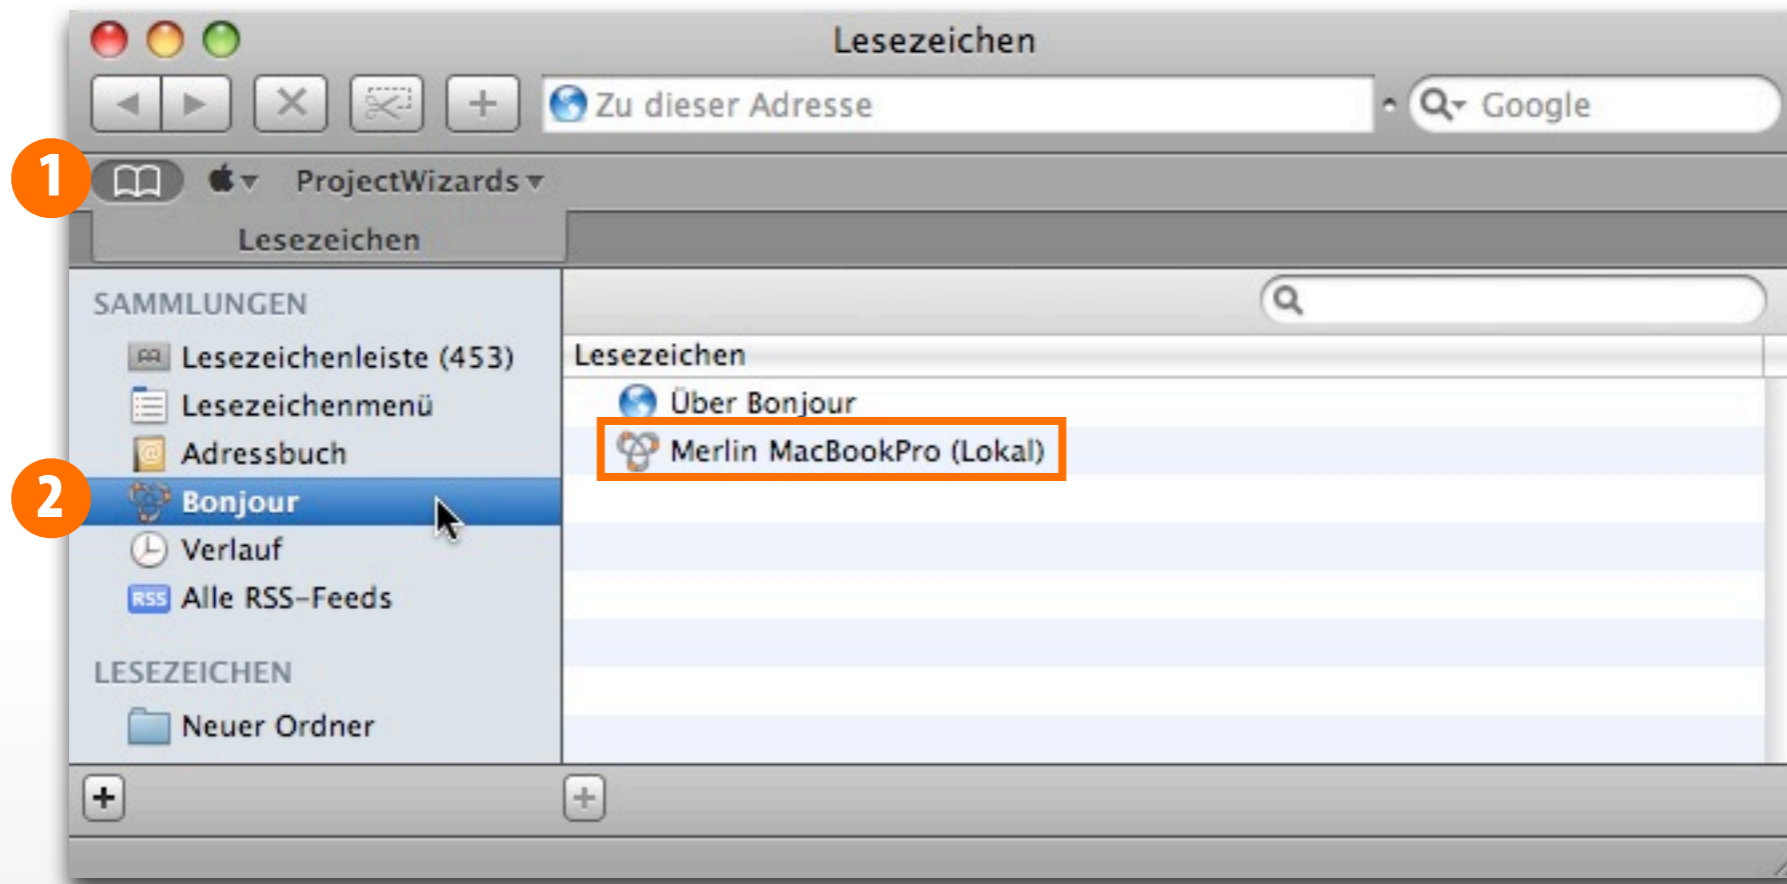 Lesezeichen
Zu dieser Adresse
Google
1
ProjectWizards
Lesezeichen
SAMMLUNGEN
Lesezeichenleiste (453)
Lesezeichenmenü
Adressbuch
2
Bonjour
Verlauf
RSS Alle RSS-Feeds
LESEZEICHEN
Neuer Ordner
Lesezeichen
Über Bonjour
Merlin MacBookPro (Lokal)